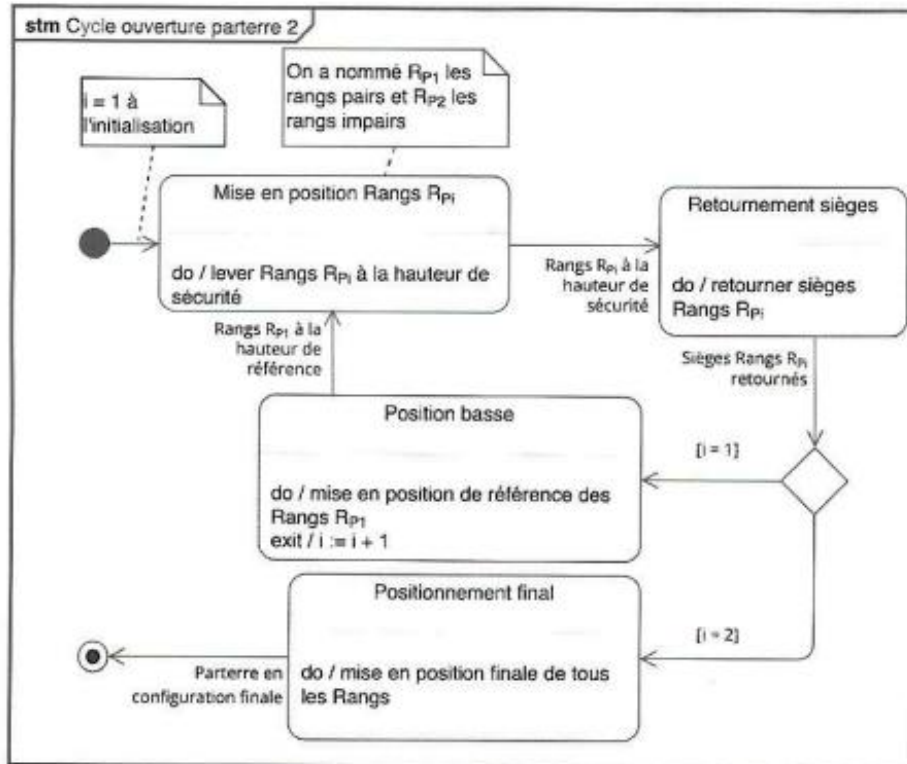 stm Cycle ouverture parterre 2
i = 1 à
l'initialisation
On a nommé RP1 les
rangs pairs et RP2 les
rangs impairs
Mise en position Rangs RPi
do / lever Rangs RPi à la hauteur de
sécurité
Rangs RPi à la
hauteur de
sécurité
Retournement sièges
do / retourner sièges
Rangs RPi
Sièges Rangs RPi
retournés
Rangs RP1 à la
hauteur de
référence
Position basse
do / mise en position de référence des
Rangs RP1
exit / i := i + 1
[i = 1]
[i = 2]
Positionnement final
do / mise en position finale de tous
les Rangs
Parterre en
configuration finale